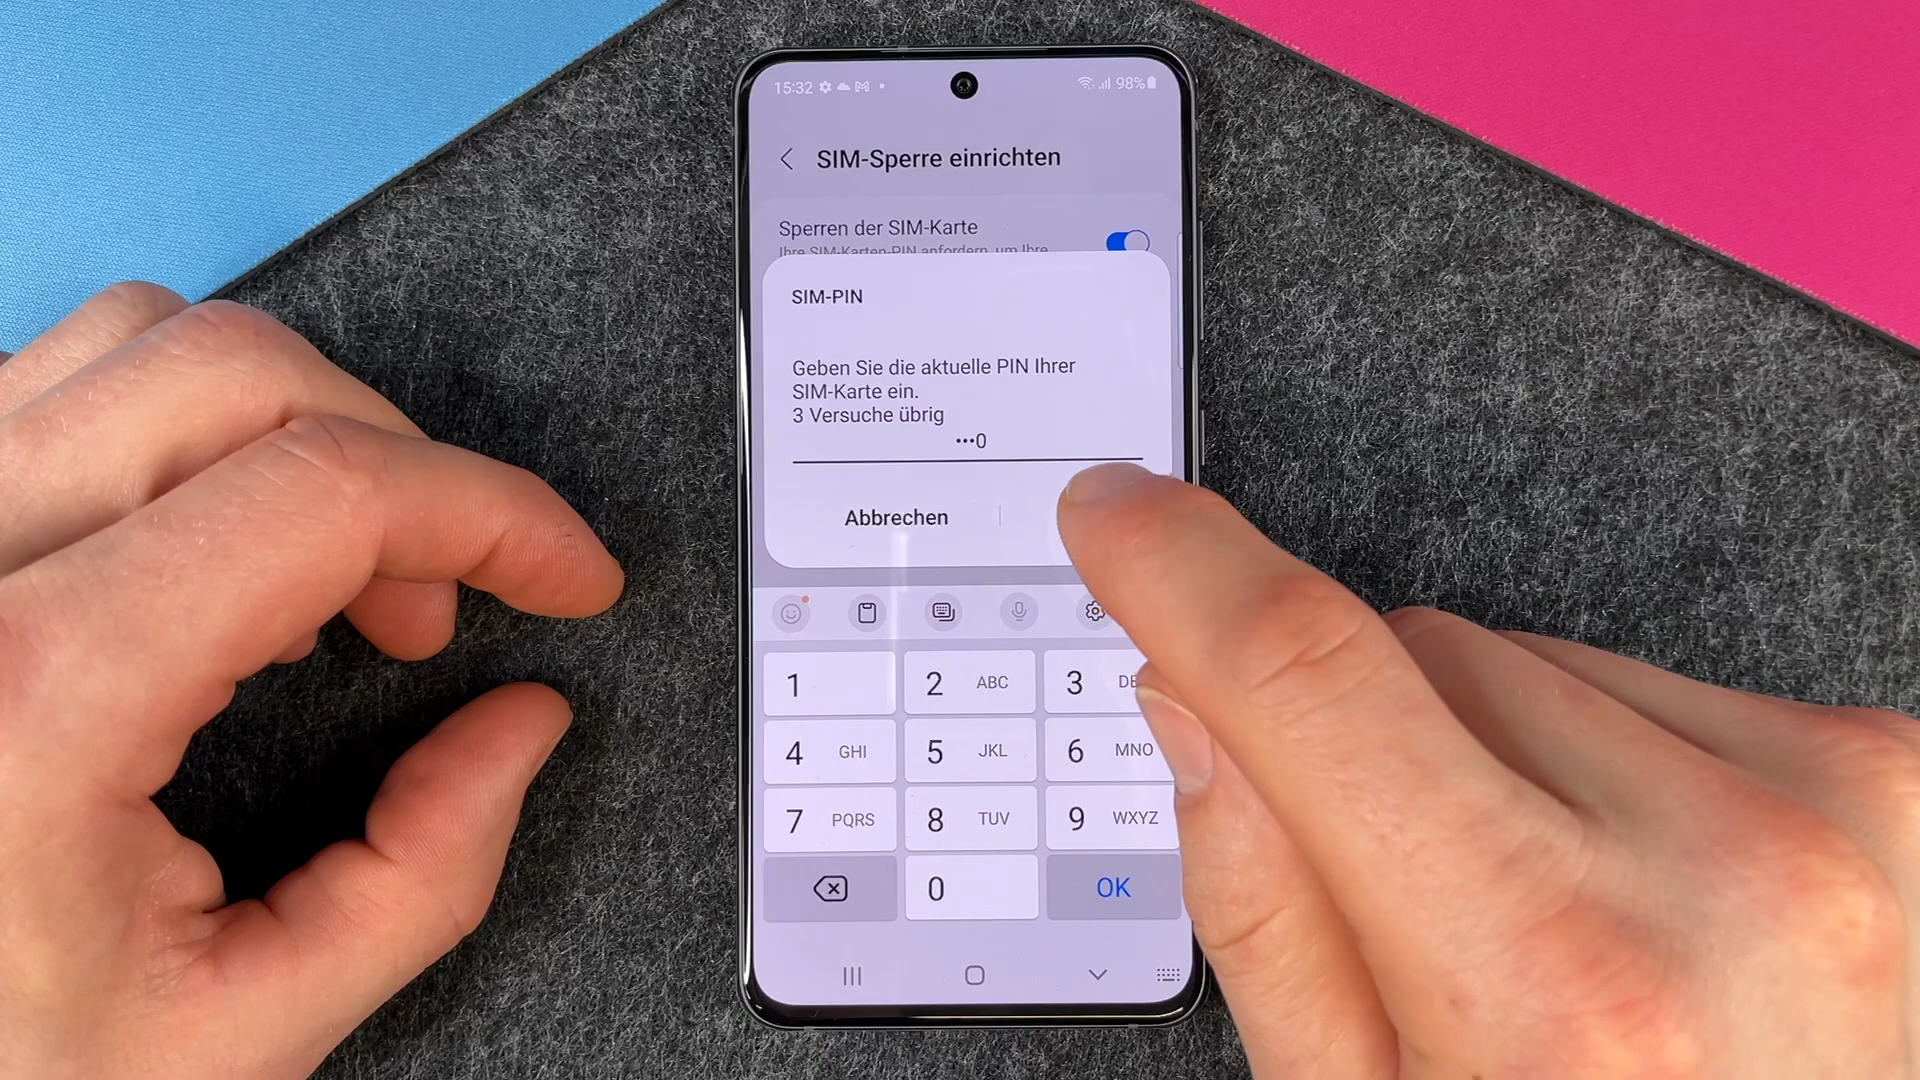 15:32 98%
SIM-Sperre einrichten
Sperren der SIM-Karte
Ihre SIM-Karten-PIN anfordern, um Ihre
SIM-PIN
Geben Sie die aktuelle PIN Ihrer
SIM-Karte ein.
3 Versuche übrig
•••0
Abbrechen
1 2 ABC 3 DE
4 GHI 5 JKL 6 MNO
7 PQRS 8 TUV 9 WXYZ
0 OK